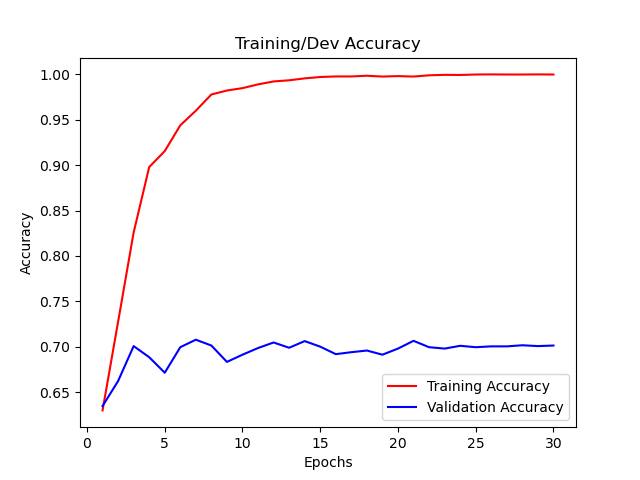 Training/Dev Accuracy
1.00
0.95
0.90
0.85
0.80
0.75
0.70
0.65
Accuracy
0 5 10 15 20 25 30
Epochs
Training Accuracy
Validation Accuracy